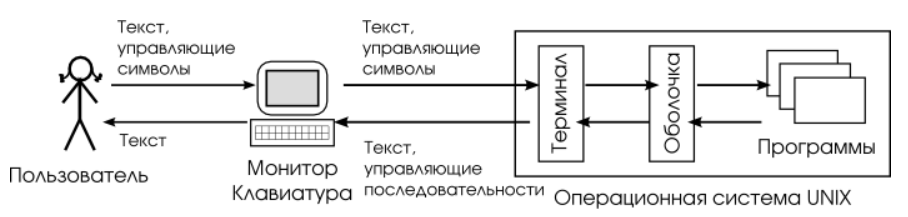 Текст,
управляющие
символы
Текст,
управляющие
символы
Терминал
Оболочка
Текст
Текст,
управляющие
последовательности
Программы
Пользователь
Монитор
Клавиатура
Операционная система UNIX